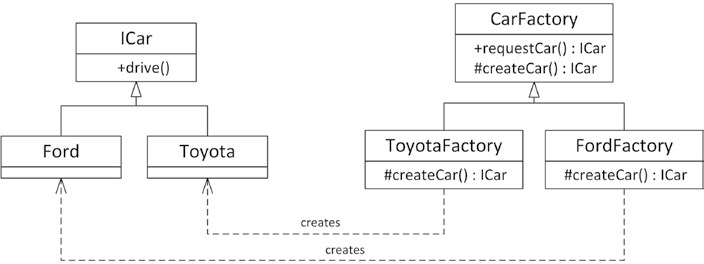 ICar
+drive()
CarFactory
+requestCar() : ICar
#createCar() : ICar
Ford
Toyota
ToyotaFactory
#createCar() : ICar
FordFactory
#createCar() : ICar
creates
creates